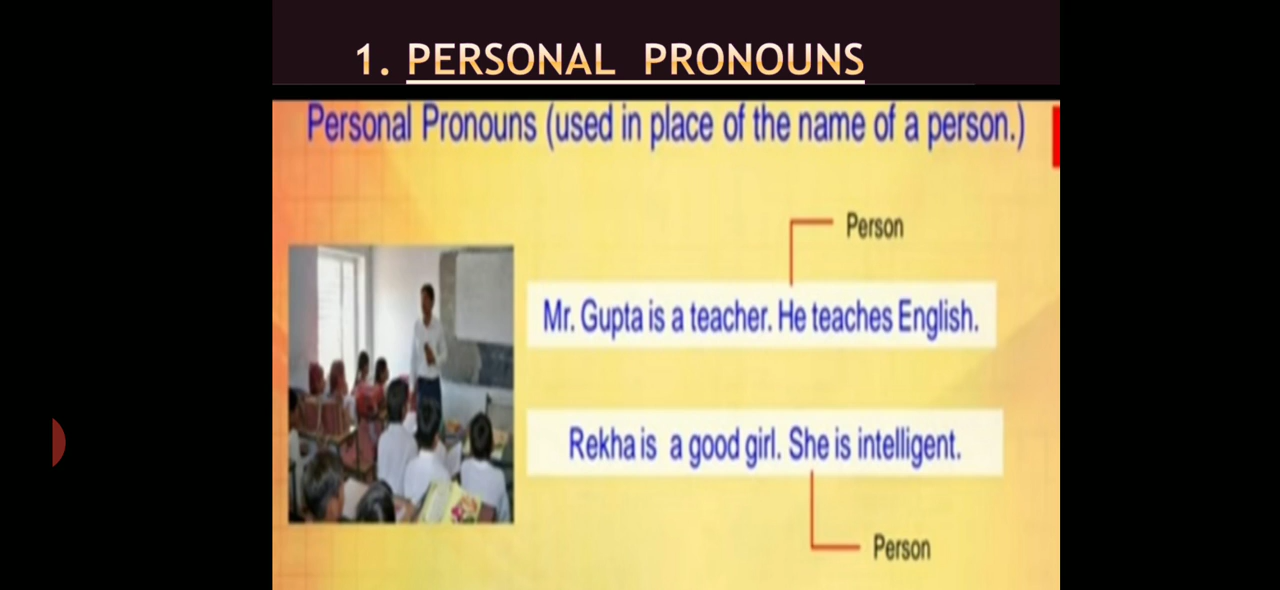 1. PERSONAL PRONOUNS
Personal Pronouns (used in place of the name of a person.)
Person
Mr. Gupta is a teacher. He teaches English.
Rekha is a good girl. She is intelligent.
Person